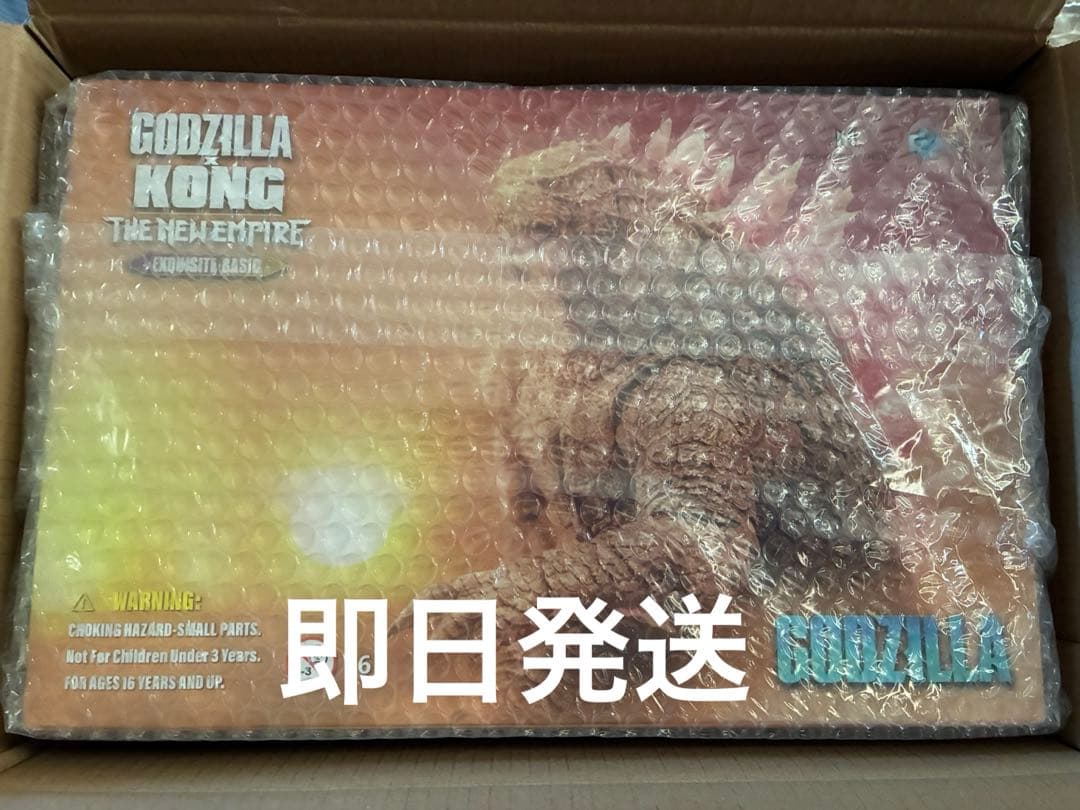 GODZILLA
x
KONG
THE NEW EMPIRE
EXQUISITE BASIC
WARNING:
CHOKING HAZARD-SMALL PARTS.
Not For Children Under 3 Years.
FOR AGES 16 YEARS AND UP.
即日発送
GODZILLA